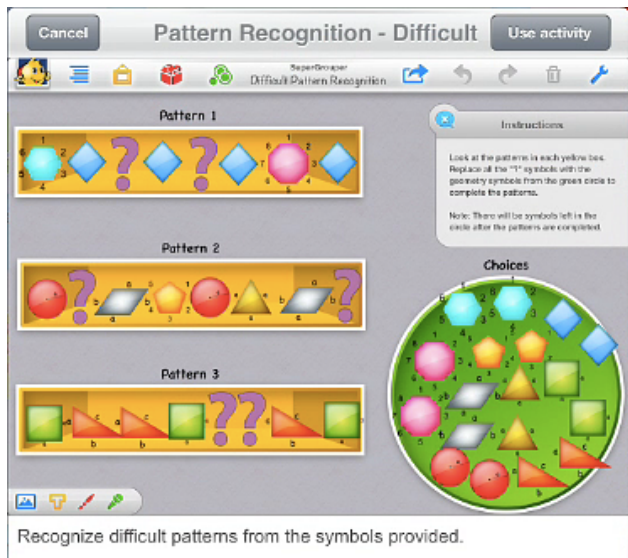 Cancel
Pattern Recognition - Difficult
Use activity
SuperGrouper
Difficult Pattern Recognition
Pattern 1
Instructions
Look at the patterns in each yellow box.
Replace all the "?" symbols with the
geometry symbols from the green circle to
complete the patterns.
Note: There will be symbols left in the
circle after the patterns are completed.
Pattern 2
Choices
Pattern 3
Recognize difficult patterns from the symbols provided.